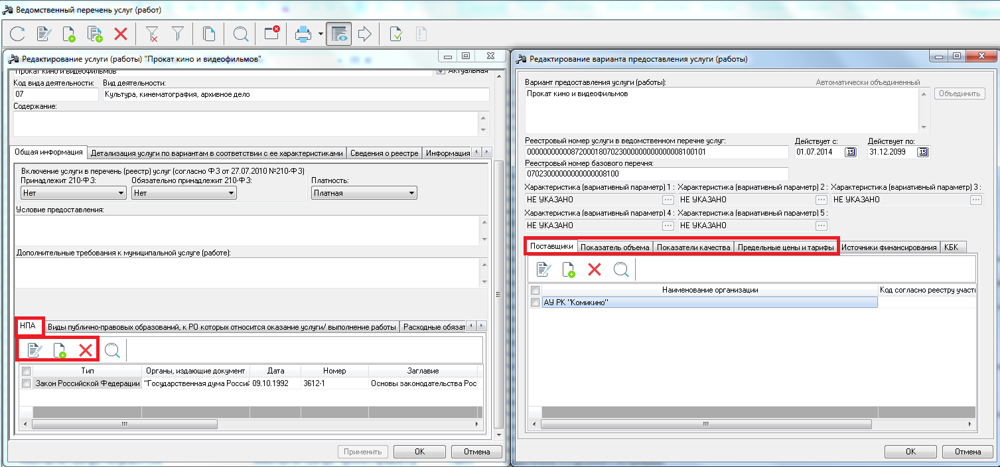 Ведомственный перечень услуг (работ)
Редактирование услуги (работы) "Прокат кино и видеофильмов"
Прокат кино и видеофильмов
Актуальная
Код вида деятельности:
Вид деятельности:
07
Культура, кинематография, архивное дело
Содержание:
Общая информация
Детализация услуги по вариантам в соответствии с ее характеристиками
Сведения о реестре
Информация
Включение услуги в перечень (реестр) услуг (согласно ФЗ от 27.07.2010 №210-ФЗ)
Принадлежит 210-ФЗ:
Обязательно принадлежит 210-ФЗ:
Платность:
Нет
Нет
Платная
Условие предоставления:
Дополнительные требования к муниципальной услуге (работе):
НПА
Виды публично-правовых образований, к РО которых относится оказание услуги/ выполнение работы
Расходные обязат
Тип
Органы, издающие документ
Дата
Номер
Заглавие
Закон Российской Федерации
"Государственная дума Россий
09.10.1992
3612-1
Основы законодательства Рос
Применить
OK
Отмена
Редактирование варианта предоставления услуги (работы)
Вариант предоставления услуги (работы):
Автоматически объединенный
Прокат кино и видеофильмов
Объединить
Реестровый номер услуги в ведомственном перечне услуг:
Действует с:
Действует по:
01.07.2014
15
31.12.2099
15
Реестровый номер базового перечня:
Характеристика (вариативный параметр) 1 :
Характеристика (вариативный параметр) 2 :
Характеристика (вариативный параметр) 3 :
НЕ УКАЗАНО
НЕ УКАЗАНО
НЕ УКАЗАНО
Характеристика (вариативный параметр) 4 :
Характеристика (вариативный параметр) 5 :
НЕ УКАЗАНО
НЕ УКАЗАНО
Поставщики
Показатель объема
Показатели качества
Предельные цены и тарифы
Источники финансирования
КБК
Наименование организации
Код согласно реестру участ
АУ РК "Комикино"
OK
Отмена